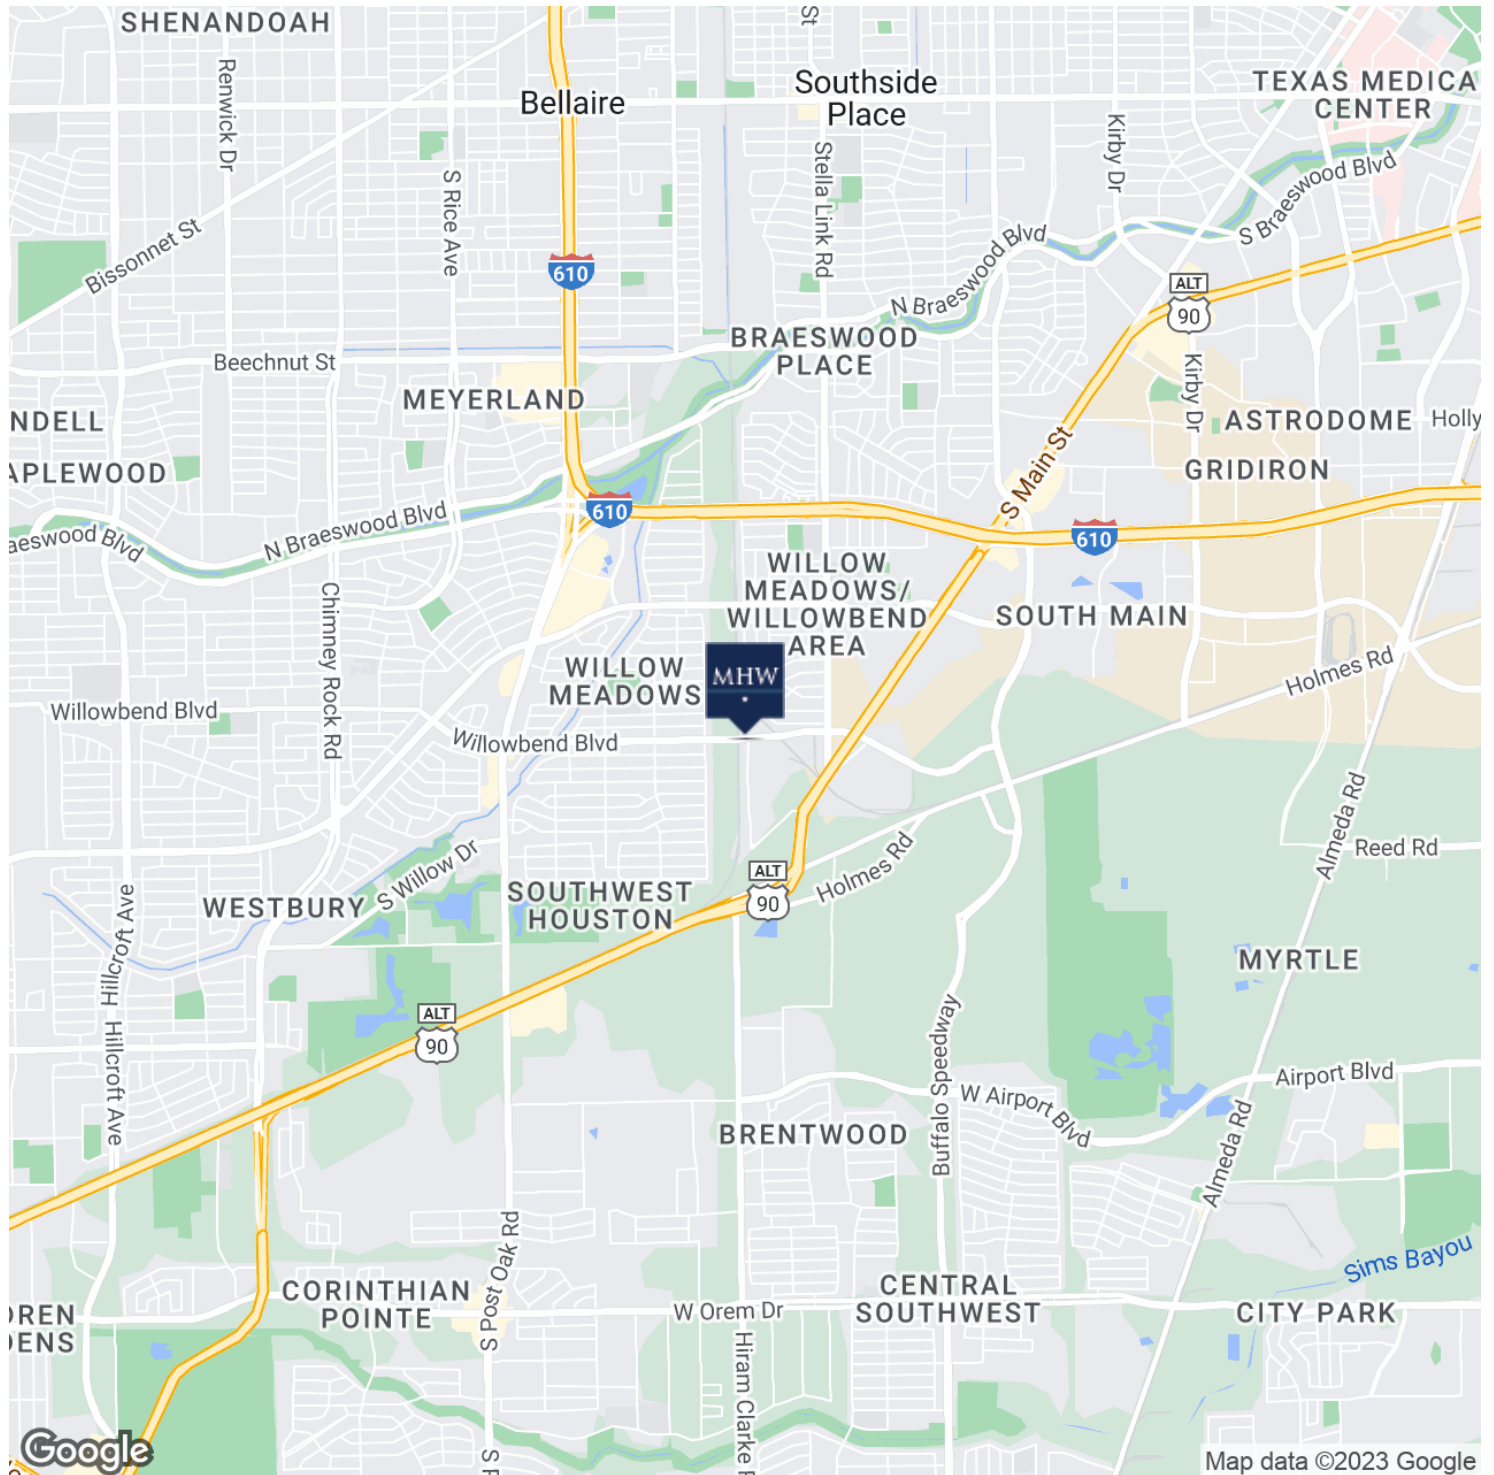 SHENANDOAH
St
Renwick Dr
Bellaire
Southside
Place
TEXAS MEDICA
CENTER
Kirby Dr
Stella Link Rd
S Rice Ave
S Braeswood Blvd
Bissonnet St
610
N Braeswood Blvd
ALT
90
BRAESWOOD
PLACE
Beechnut St
Kirby Dr
MEYERLAND
NDELL
ASTRODOME
Holly
APLEWOOD
GRIDIRON
S Main St
610
N Braeswood Blvd
aeswood Blvd
610
WILLOW
MEADOWS/
WILLOWBEND
AREA
SOUTH MAIN
Chimney Rock Rd
WILLOW
MEADOWS
MHW
Holmes Rd
Willowbend Blvd
Willowbend Blvd
Almeda Rd
Reed Rd
Holmes Rd
S Willow Dr
ALT
90
SOUTHWEST
HOUSTON
WESTBURY
Hillcroft Ave
MYRTLE
ALT
90
Buffalo Speedway
Hillcroft Ave
Airport Blvd
W Airport Blvd
BRENTWOOD
Almeda Rd
S Post Oak Rd
Sims Bayou
CORINTHIAN
POINTE
CENTRAL
SOUTHWEST
W Orem Dr
CITY PARK
OREN
DENS
Hiram Clarke R
S P
Google
Map data ©2023 Google